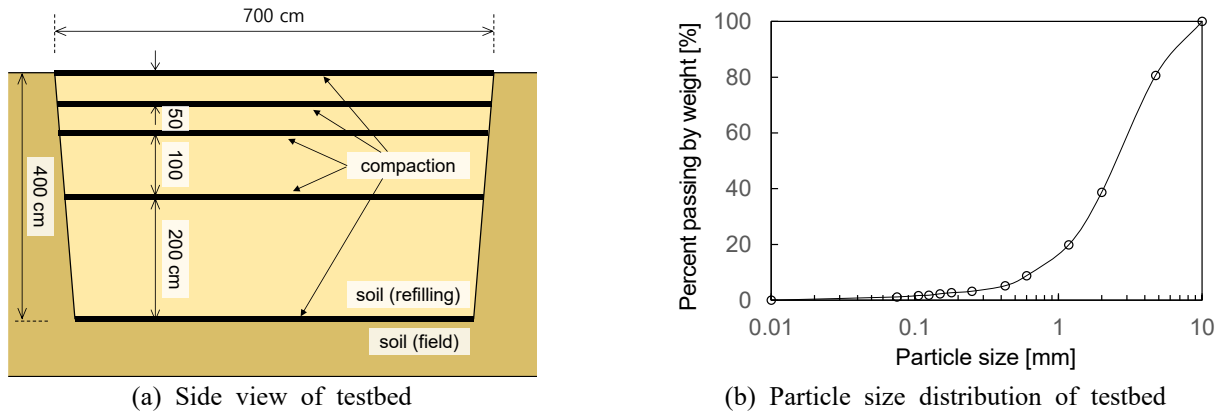 700 cm
400 cm
50
100
200 cm
compaction
soil (refilling)
soil (field)
(a) Side view of testbed
Percent passing by weight [%]
100
80
60
40
20
0
0.01
0.1
1
10
Particle size [mm]
(b) Particle size distribution of testbed